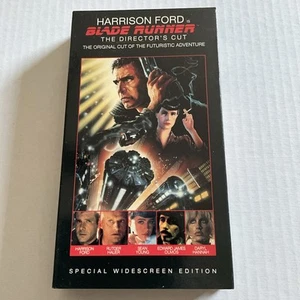 HARRISON FORD IS
BLADE RUNNER
THE DIRECTOR'S CUT
THE ORIGINAL CUT OF THE FUTURISTIC ADVENTURE
HARRISON FORD
RUTGER HAUER
SEAN YOUNG
EDWARD JAMES OLMOS
DARYL HANNAH
SPECIAL WIDESCREEN EDITION